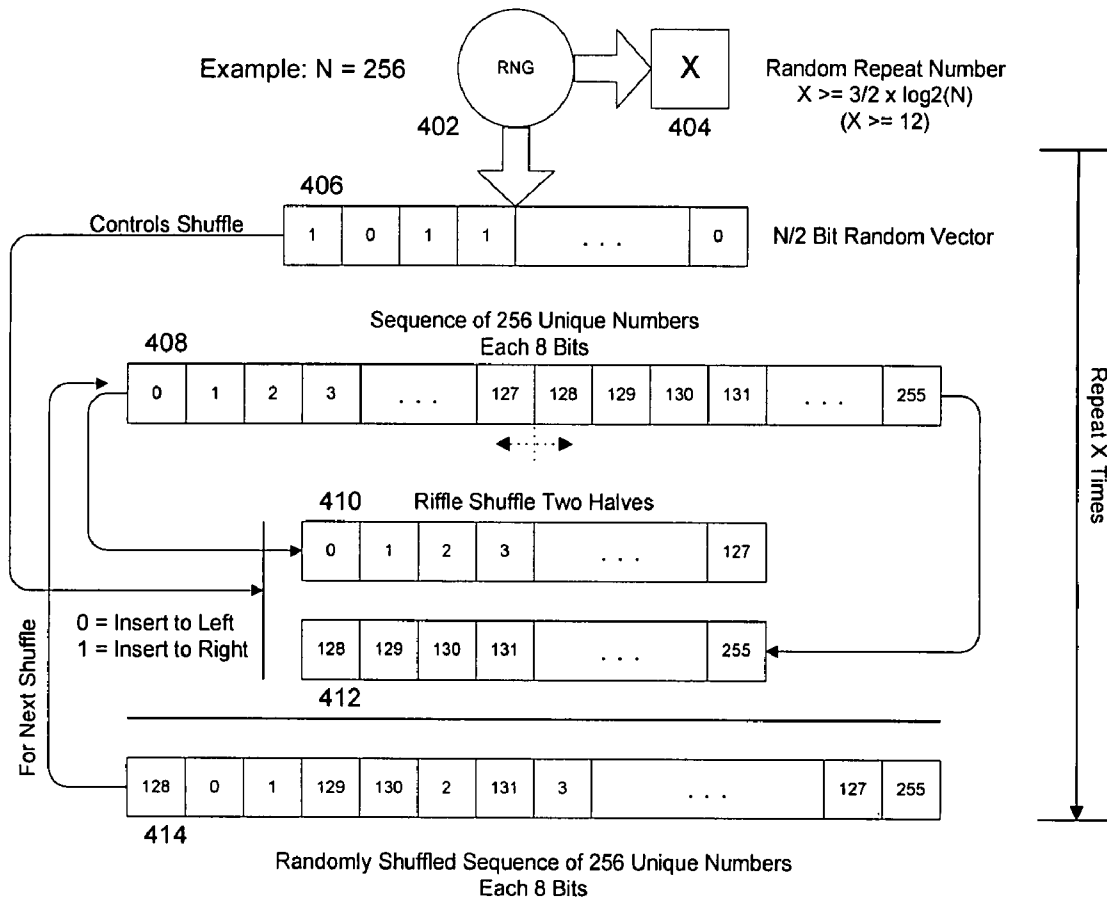 Example: N = 256
RNG
X
Random Repeat Number
X >= 3/2 x log2(N)
(X >= 12)
402
404
406
Controls Shuffle
1 0 1 1 . . . 0
N/2 Bit Random Vector
Sequence of 256 Unique Numbers
Each 8 Bits
408
0 1 2 3 . . . 127 128 129 130 131 . . . 255
410
Riffle Shuffle Two Halves
0 1 2 3 . . . 127
0 = Insert to Left
1 = Insert to Right
128 129 130 131 . . . 255
412
For Next Shuffle
Repeat X Times
128 0 1 129 130 2 131 3 . . . 127 255
414
Randomly Shuffled Sequence of 256 Unique Numbers
Each 8 Bits